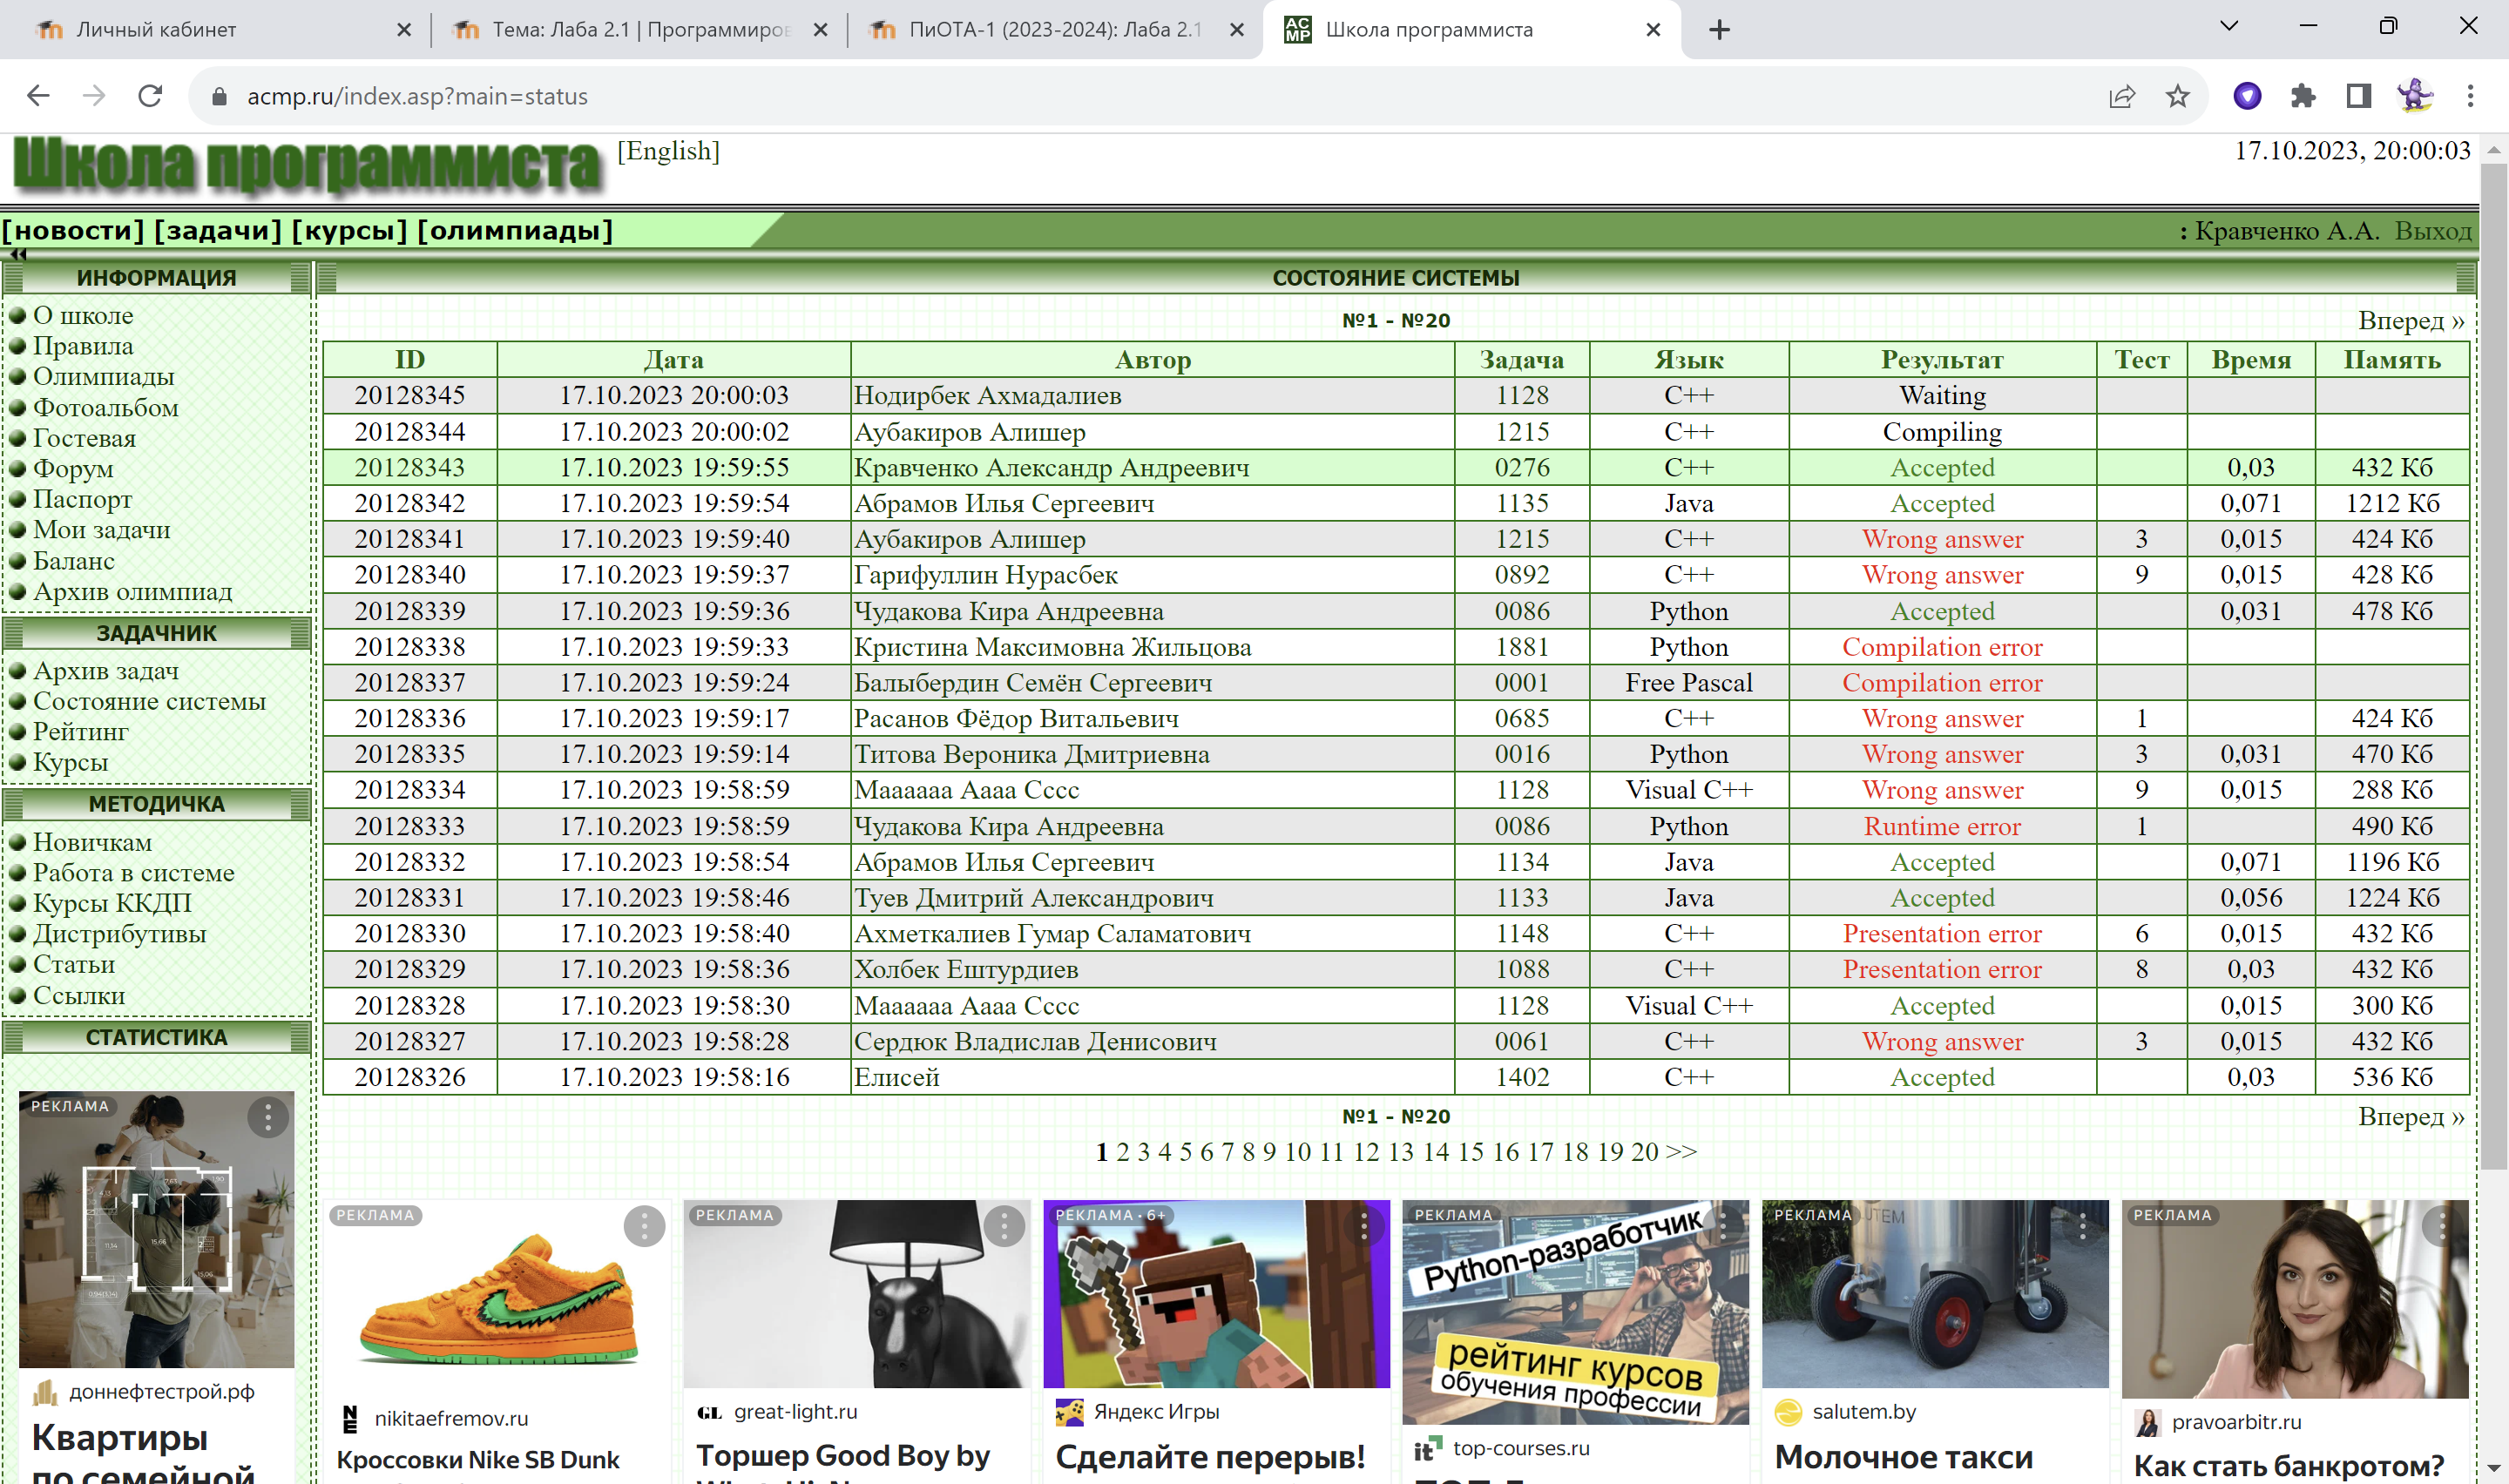 Личный кабинет
Тема: Лаба 2.1 | Программиро
ПиОТА-1 (2023-2024): Лаба 2.1
Школа программиста
acmp.ru/index.asp?main=status
Школа программиста [English] 17.10.2023, 20:00:03
[новости] [задачи] [курсы] [олимпиады] : Кравченко А.А. Выход
ИНФОРМАЦИЯ
О школе
Правила
Олимпиады
Фотоальбом
Гостевая
Форум
Паспорт
Мои задачи
Баланс
Архив олимпиад
ЗАДАЧНИК
Архив задач
Состояние системы
Рейтинг
Курсы
МЕТОДИЧКА
Новичкам
Работа в системе
Курсы ККДП
Дистрибутивы
Статьи
Ссылки
СТАТИСТИКА
РЕКЛАМА
доннефтестрой.рф
Квартиры
по семейной
СОСТОЯНИЕ СИСТЕМЫ
№1 - №20 Вперед »
ID Дата Автор Задача Язык Результат Тест Время Память
20128345 17.10.2023 20:00:03 Нодирбек Ахмадалиев 1128 C++ Waiting
20128344 17.10.2023 20:00:02 Аубакиров Алишер 1215 C++ Compiling
20128343 17.10.2023 19:59:55 Кравченко Александр Андреевич 0276 C++ Accepted 0,03 432 Кб
20128342 17.10.2023 19:59:54 Абрамов Илья Сергеевич 1135 Java Accepted 0,071 1212 Кб
20128341 17.10.2023 19:59:40 Аубакиров Алишер 1215 C++ Wrong answer 3 0,015 424 Кб
20128340 17.10.2023 19:59:37 Гарифуллин Нурасбек 0892 C++ Wrong answer 9 0,015 428 Кб
20128339 17.10.2023 19:59:36 Чудакова Кира Андреевна 0086 Python Accepted 0,031 478 Кб
20128338 17.10.2023 19:59:33 Кристина Максимовна Жильцова 1881 Python Compilation error
20128337 17.10.2023 19:59:24 Балыбердин Семён Сергеевич 0001 Free Pascal Compilation error
20128336 17.10.2023 19:59:17 Расанов Фёдор Витальевич 0685 C++ Wrong answer 1 424 Кб
20128335 17.10.2023 19:59:14 Титова Вероника Дмитриевна 0016 Python Wrong answer 3 0,031 470 Кб
20128334 17.10.2023 19:58:59 Маааааа Аааа Сссс 1128 Visual C++ Wrong answer 9 0,015 288 Кб
20128333 17.10.2023 19:58:59 Чудакова Кира Андреевна 0086 Python Runtime error 1 490 Кб
20128332 17.10.2023 19:58:54 Абрамов Илья Сергеевич 1134 Java Accepted 0,071 1196 Кб
20128331 17.10.2023 19:58:46 Туев Дмитрий Александрович 1133 Java Accepted 0,056 1224 Кб
20128330 17.10.2023 19:58:40 Ахметкалиев Гумар Саламатович 1148 C++ Presentation error 6 0,015 432 Кб
20128329 17.10.2023 19:58:36 Холбек Ештурдиев 1088 C++ Presentation error 8 0,03 432 Кб
20128328 17.10.2023 19:58:30 Маааааа Аааа Сссс 1128 Visual C++ Accepted 0,015 300 Кб
20128327 17.10.2023 19:58:28 Сердюк Владислав Денисович 0061 C++ Wrong answer 3 0,015 432 Кб
20128326 17.10.2023 19:58:16 Елисей 1402 C++ Accepted 0,03 536 Кб
№1 - №20 Вперед »
1 2 3 4 5 6 7 8 9 10 11 12 13 14 15 16 17 18 19 20 >>
РЕКЛАМА
nikitaefremov.ru
Кроссовки Nike SB Dunk
РЕКЛАМА
GL great-light.ru
Торшер Good Boy by
РЕКЛАМА • 6+
Яндекс Игры
Сделайте перерыв!
РЕКЛАМА
Python-разработчик
рейтинг курсов
обучения профессии
it top-courses.ru
РЕКЛАМА
salutem.by
Молочное такси
РЕКЛАМА
pravoarbitr.ru
Как стать банкротом?